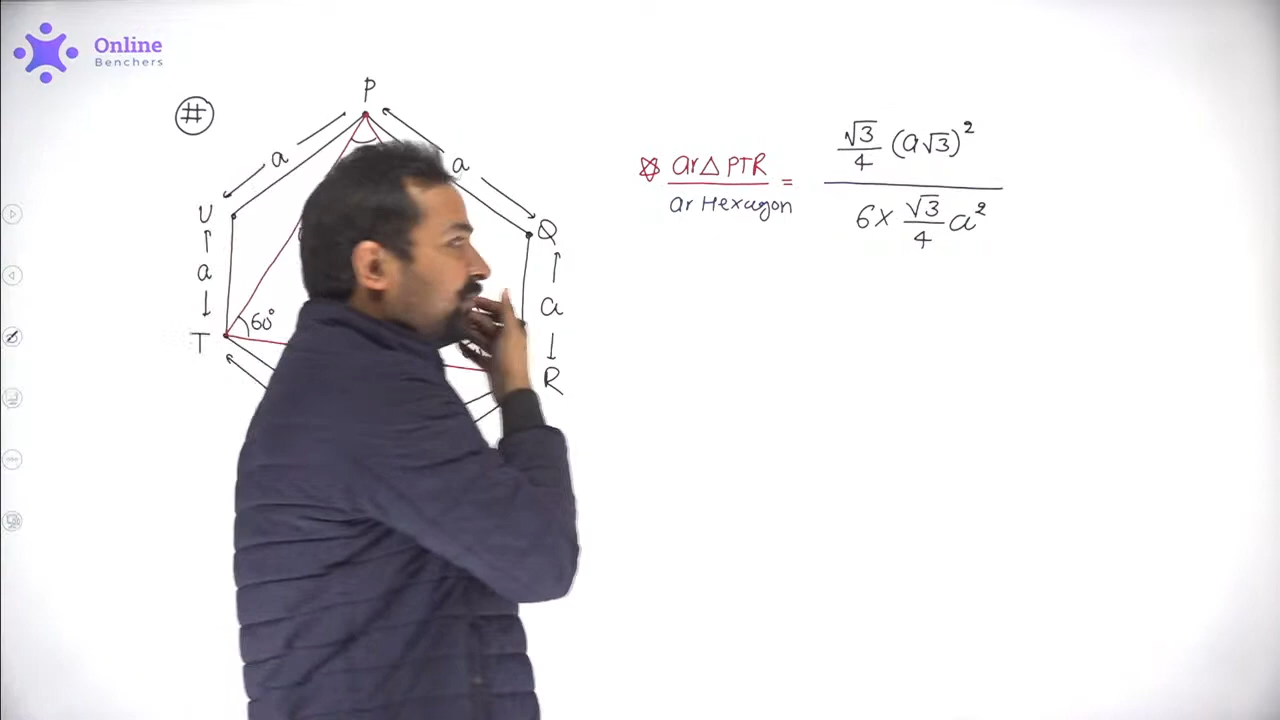 Online
Benchers
#
P
a
a
U
Q
a
a
60°
T
R
☆ ar△ PTR / ar Hexagon = √3/4 (a√3)² / 6 × √3/4 a²